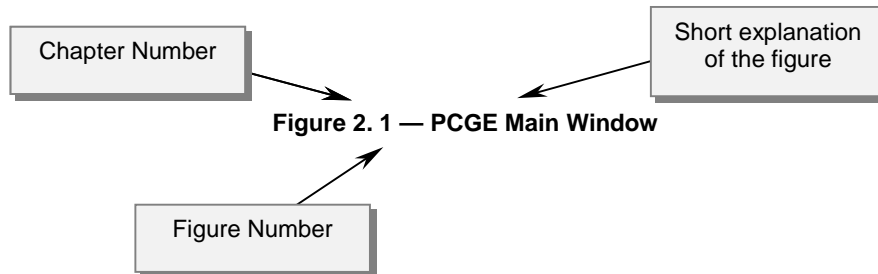 Chapter Number
Short explanation
of the figure
Figure 2. 1 — PCGE Main Window
Figure Number